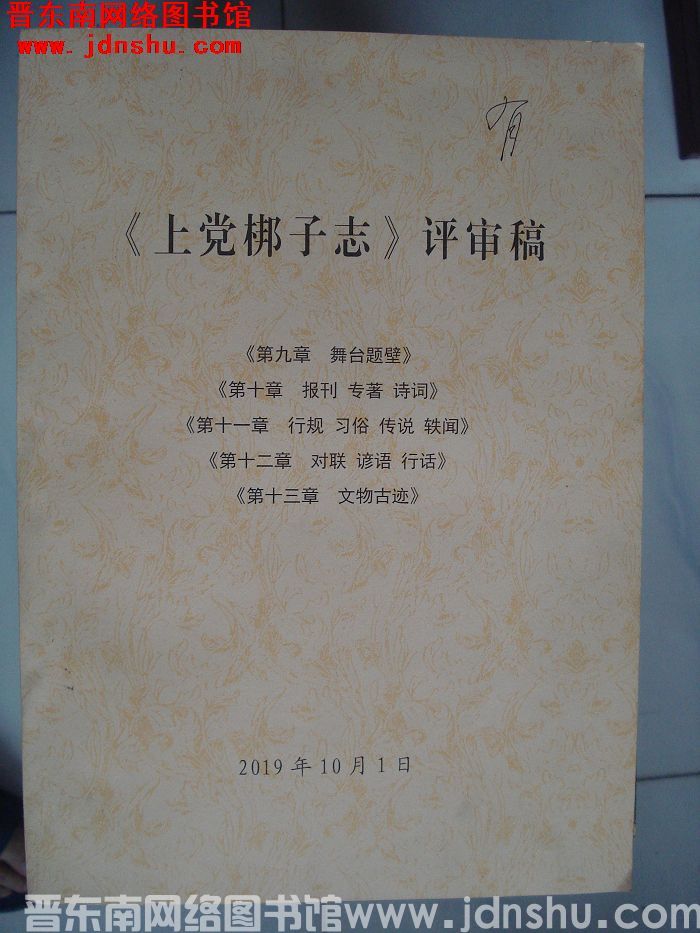 晋东南网络图书馆
www.jdnshu.com
有
《上党梆子志》评审稿
《第九章 舞台题壁》
《第十章 报刊 专著 诗词》
《第十一章 行规 习俗 传说 轶闻》
《第十二章 对联 谚语 行话》
《第十三章 文物古迹》
2019年10月1日
晋东南网络图书馆www.jdnshu.com